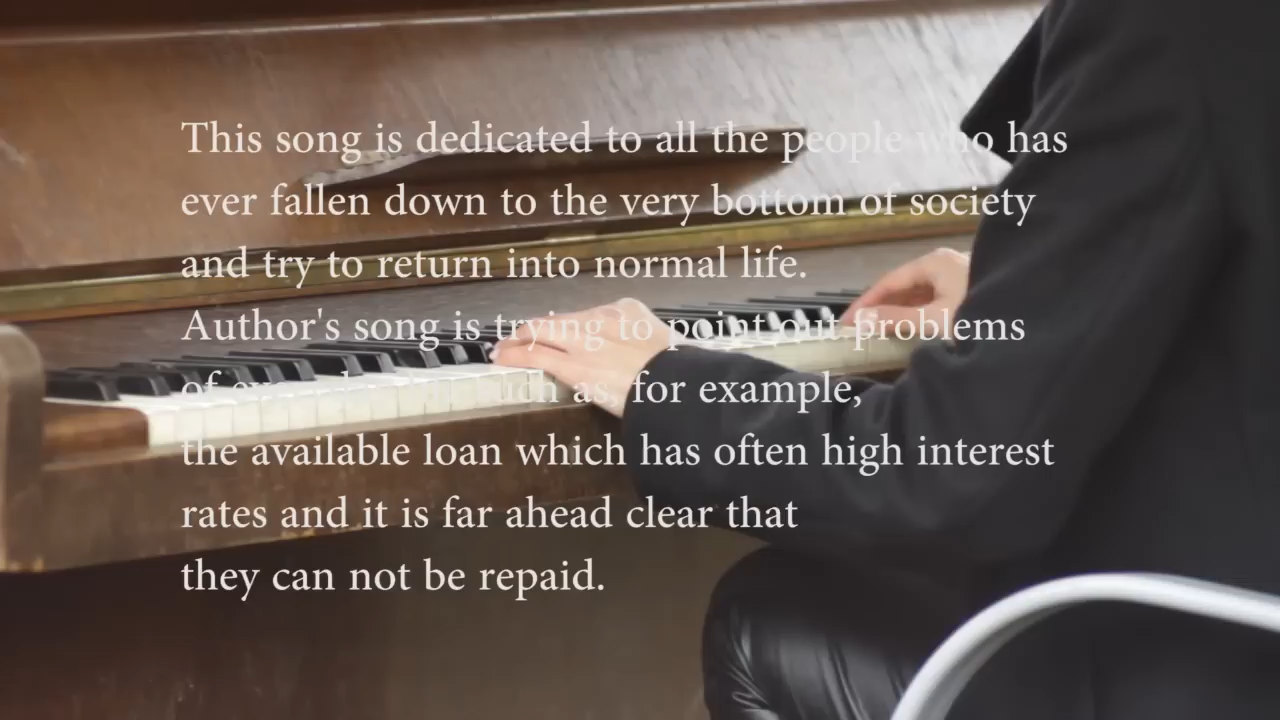 This song is dedicated to all the people who has
ever fallen down to the very bottom of society
and try to return into normal life.
Author's song is trying to point out problems
of such as, for example,
the available loan which has often high interest
rates and it is far ahead clear that
they can not be repaid.